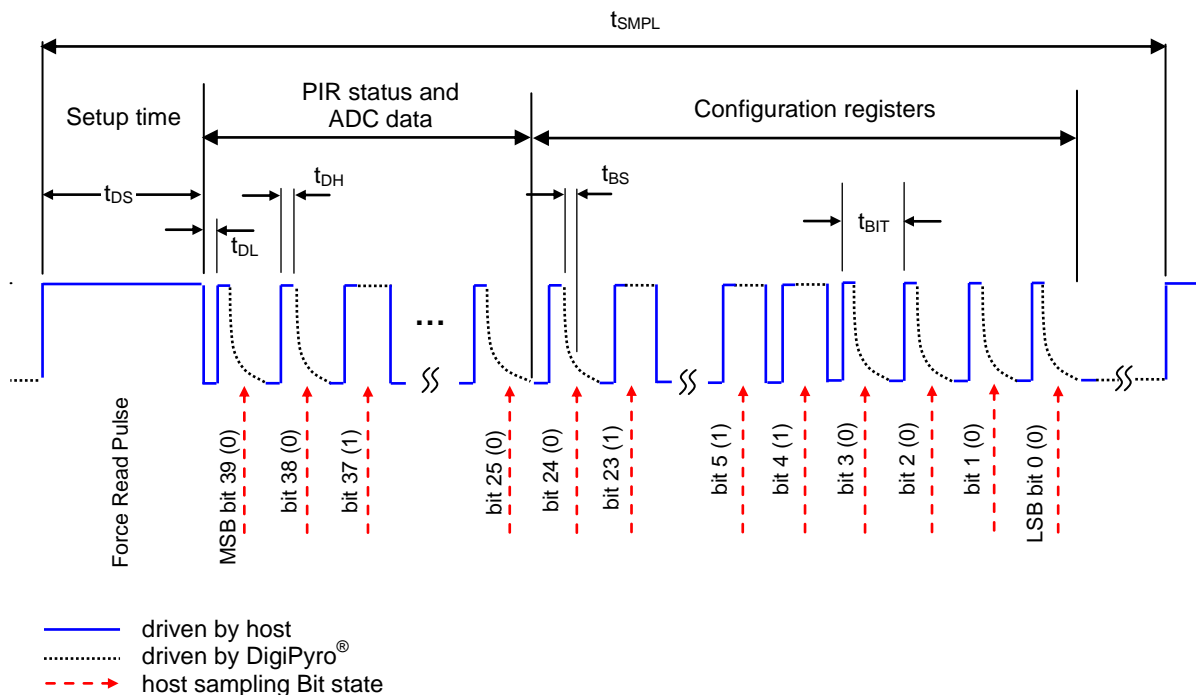 tSMPL
PIR status and
ADC data
Setup time
Configuration registers
tDS
tDH
tBS
tBIT
tDL
...
Force Read Pulse
MSB bit 39 (0)
bit 38 (0)
bit 37 (1)
bit 25 (0)
bit 24 (0)
bit 23 (1)
bit 5 (1)
bit 4 (1)
bit 3 (0)
bit 2 (0)
bit 1 (0)
LSB bit 0 (0)
driven by host
driven by DigiPyro®
host sampling Bit state